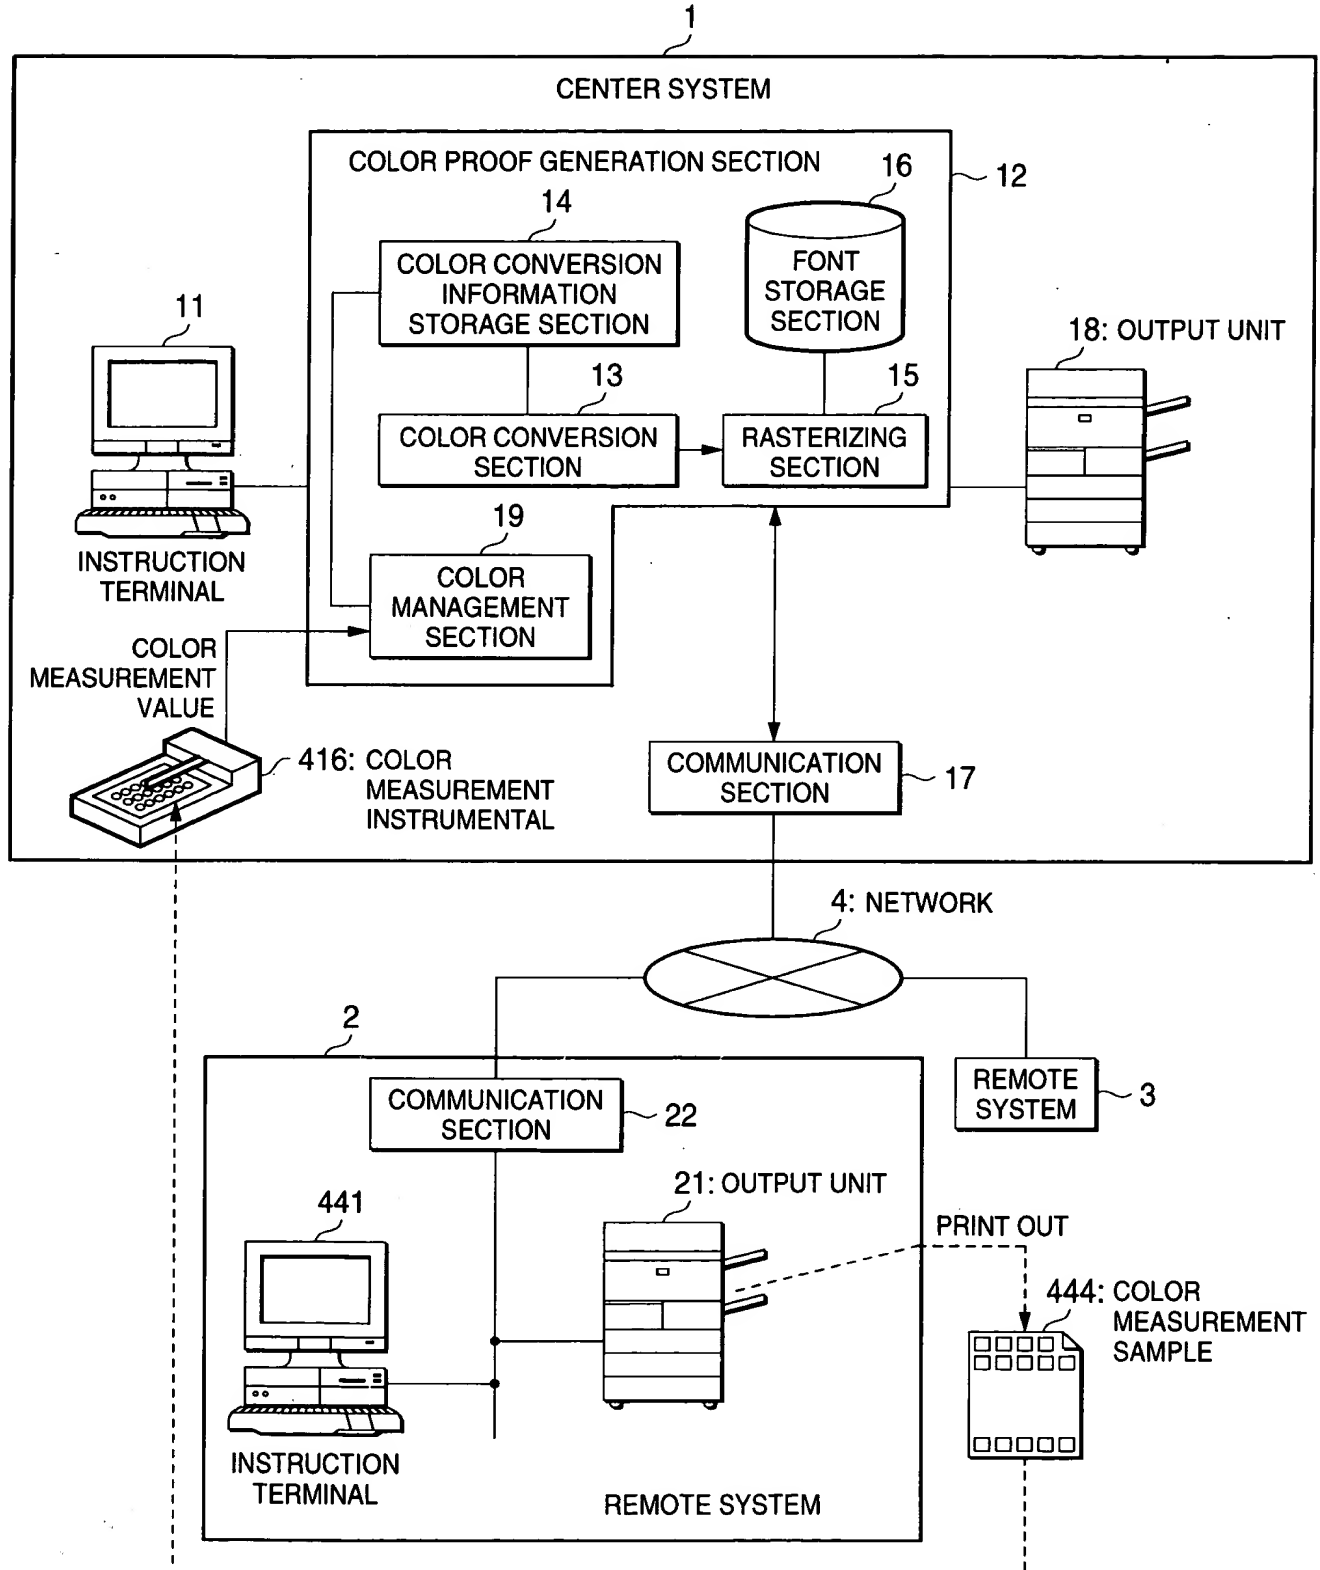 1
CENTER SYSTEM
COLOR PROOF GENERATION SECTION
12
16
FONT
STORAGE
SECTION
14
COLOR CONVERSION
INFORMATION
STORAGE SECTION
11
INSTRUCTION
TERMINAL
13
COLOR CONVERSION
SECTION
15
RASTERIZING
SECTION
18: OUTPUT UNIT
19
COLOR
MANAGEMENT
SECTION
COLOR
MEASUREMENT
VALUE
416: COLOR
MEASUREMENT
INSTRUMENTAL
COMMUNICATION
SECTION
17
4: NETWORK
2
COMMUNICATION
SECTION
22
REMOTE
SYSTEM
3
441
INSTRUCTION
TERMINAL
21: OUTPUT UNIT
PRINT OUT
444: COLOR
MEASUREMENT
SAMPLE
REMOTE SYSTEM